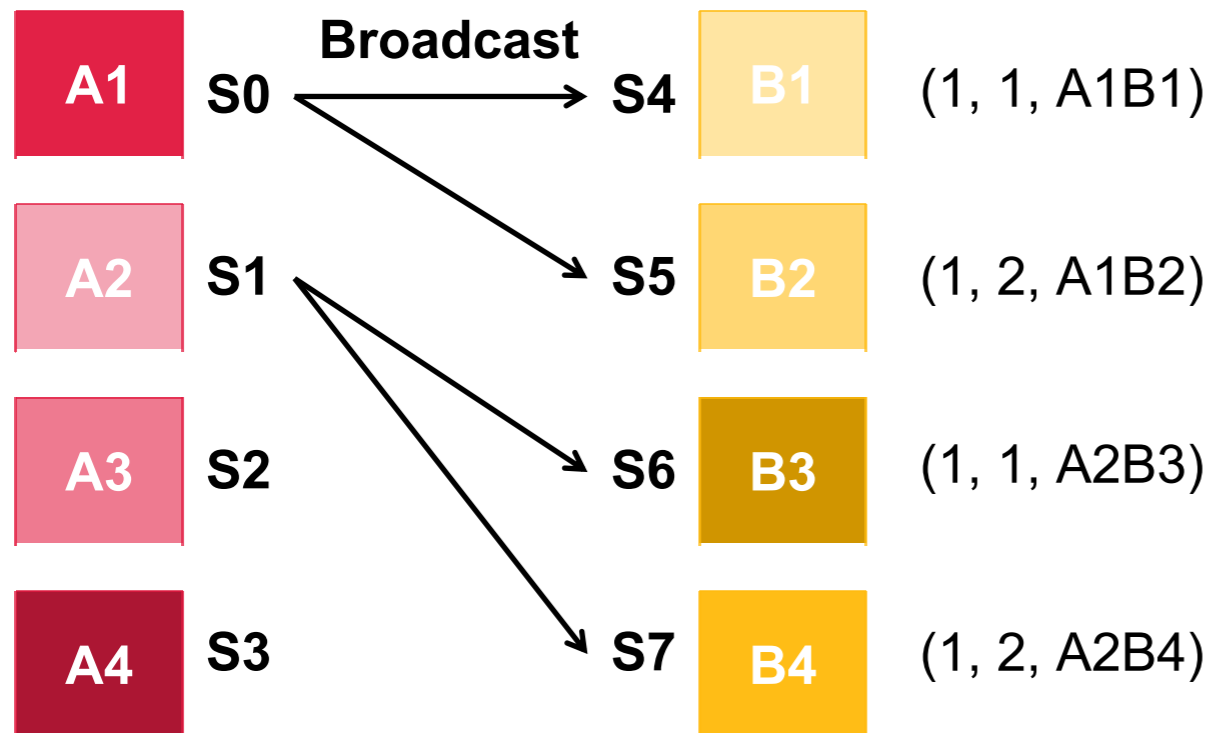 Broadcast
A1 S0 S4 B1 (1, 1, A1B1)
A2 S1 S5 B2 (1, 2, A1B2)
A3 S2 S6 B3 (1, 1, A2B3)
A4 S3 S7 B4 (1, 2, A2B4)